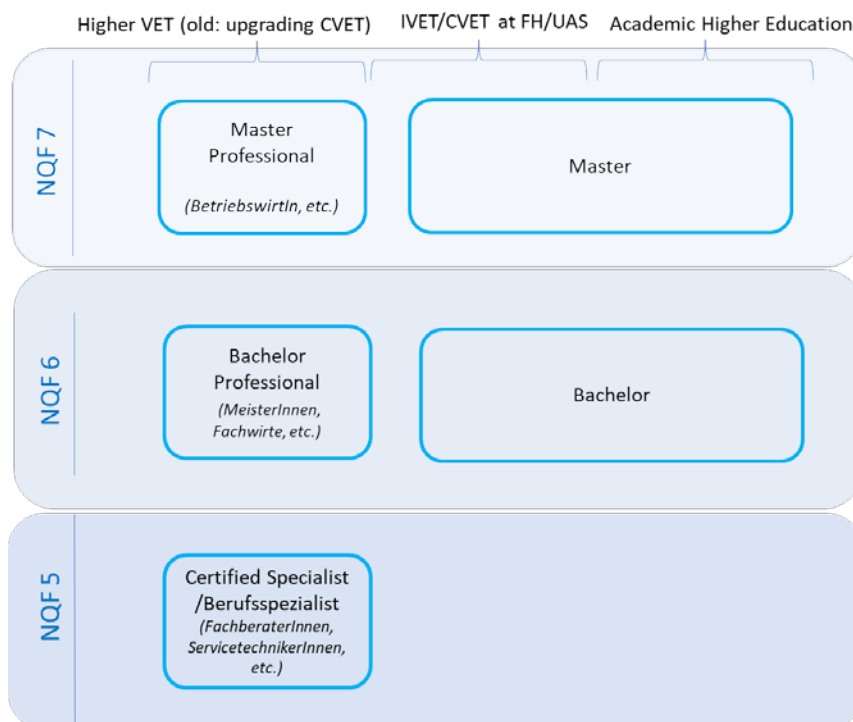 Higher VET (old: upgrading CVET)
IVET/CVET at FH/UAS
Academic Higher Education
NQF 7
Master
Professional
(BetriebswirtIn, etc.)
Master
NQF 6
Bachelor
Professional
(MeisterInnen,
Fachwirte, etc.)
Bachelor
NQF 5
Certified Specialist
/Berufsspezialist
(FachberaterInnen,
ServicetechnikerInnen,
etc.)